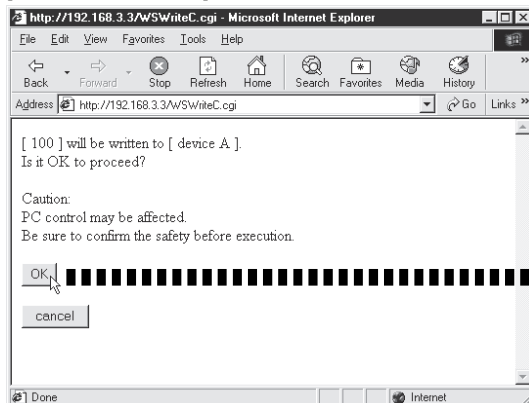 http://192.168.3.3/WSWriteC.cgi - Microsoft Internet Explorer
File Edit View Favorites Tools Help
Back Forward Stop Refresh Home Search Favorites Media History »
Address http://192.168.3.3/WSWriteC.cgi Go Links »
[ 100 ] will be written to [ device A ].
Is it OK to proceed?
Caution:
PC control may be affected.
Be sure to confirm the safety before execution.
OK
cancel
Done Internet